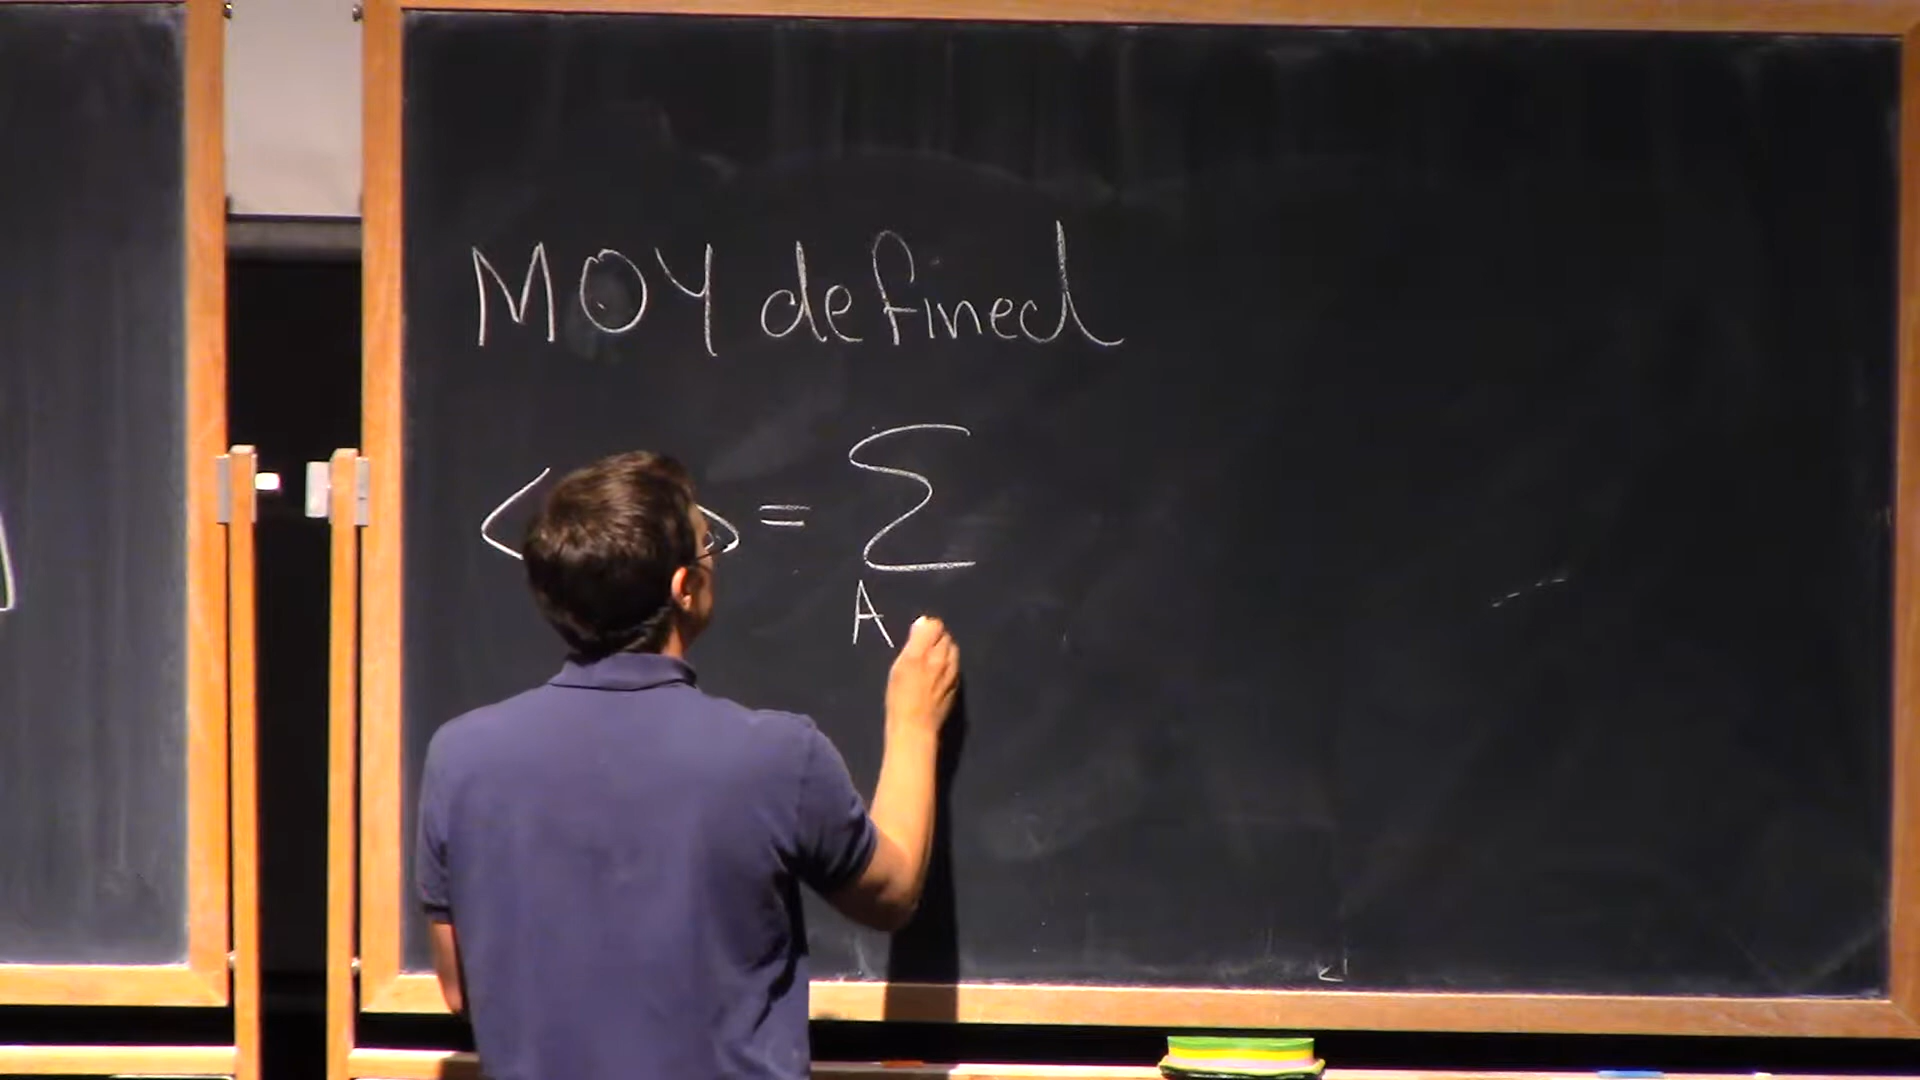 MOY defined
< > = Σ
A